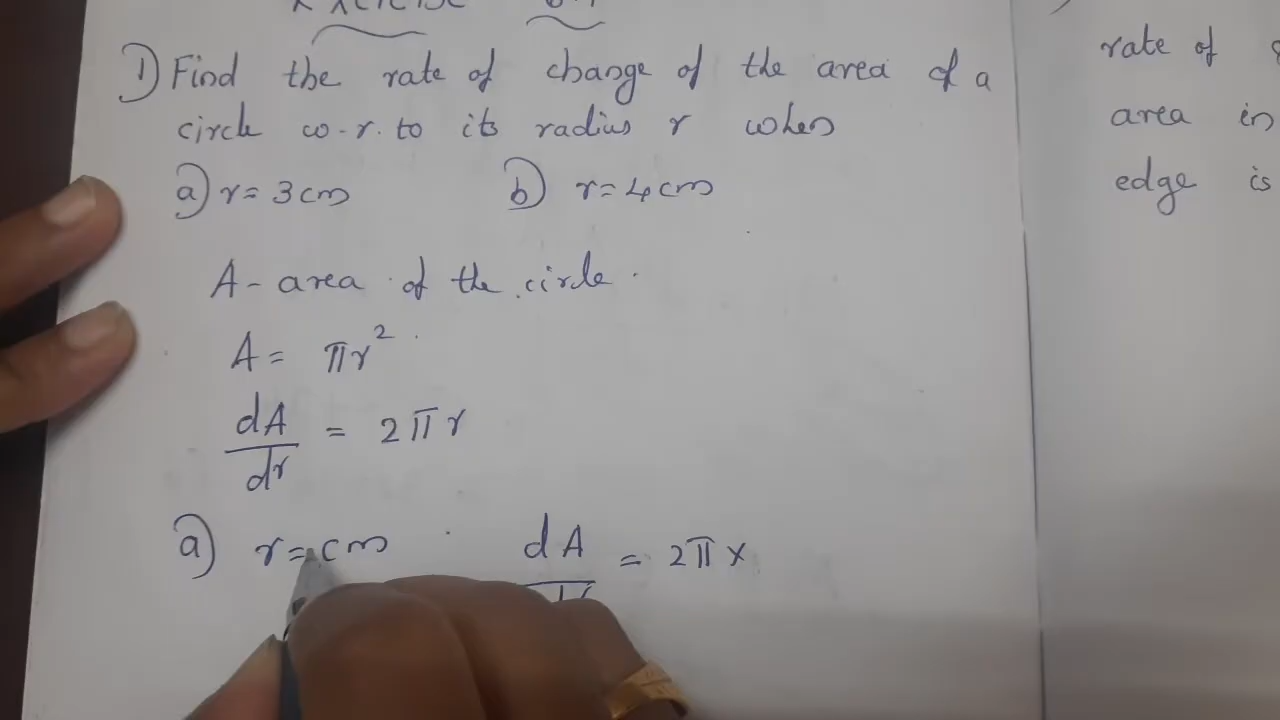 1) Find the rate of change of the area of a
circle w.r.to its radius r when
a) r = 3cm b) r = 4cm
A - area of the circle.
A = πr²
dA/dr = 2πr
a) r = cm dA = 2π×
rate of
area in
edge is